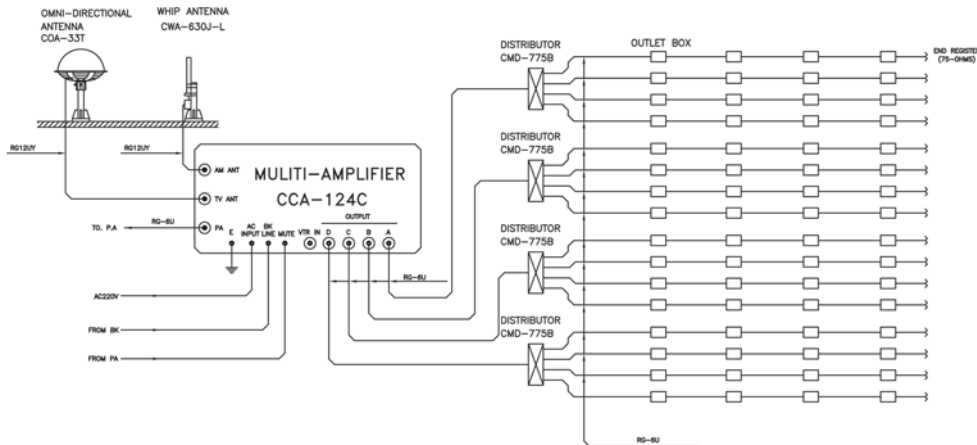 OMNI-DIRECTIONAL
ANTENNA
COA-33T
WHIP ANTENNA
CWA-630J-L
RG12UY
RG12UY
MULITI-AMPLIFIER
CCA-124C
AM ANT
TV ANT
PA
TO. P.A
RG-6U
E
AC
INPUT
BK
LINE
MUTE
VTR IN
OUTPUT
D
C
B
A
RG-6U
AC220V
FROM BK
FROM PA
DISTRIBUTOR
CMD-775B
DISTRIBUTOR
CMD-775B
DISTRIBUTOR
CMD-775B
DISTRIBUTOR
CMD-775B
OUTLET BOX
END REGISTER
(75-OHMS)
RG-6U